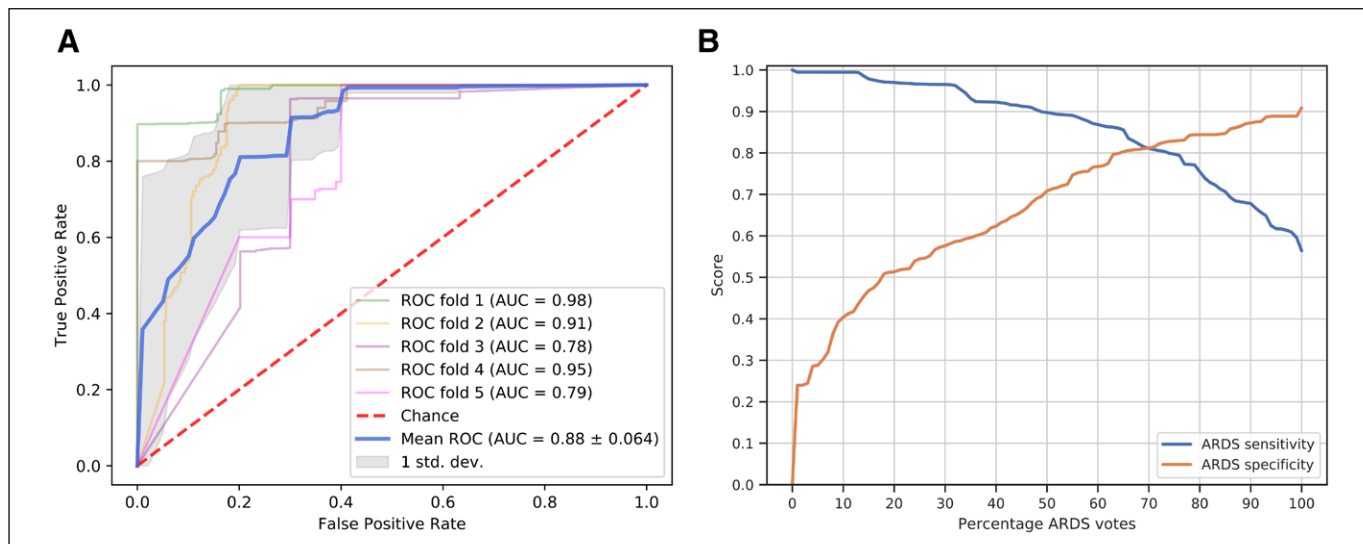 A
True Positive Rate
1.0
0.8
0.6
0.4
0.2
0.0
ROC fold 1 (AUC = 0.98)
ROC fold 2 (AUC = 0.91)
ROC fold 3 (AUC = 0.78)
ROC fold 4 (AUC = 0.95)
ROC fold 5 (AUC = 0.79)
Chance
Mean ROC (AUC = 0.88 ± 0.064)
1 std. dev.
0.0 0.2 0.4 0.6 0.8 1.0
False Positive Rate
B
Score
1.0
0.9
0.8
0.7
0.6
0.5
0.4
0.3
0.2
0.1
0.0
ARDS sensitivity
ARDS specificity
0 10 20 30 40 50 60 70 80 90 100
Percentage ARDS votes